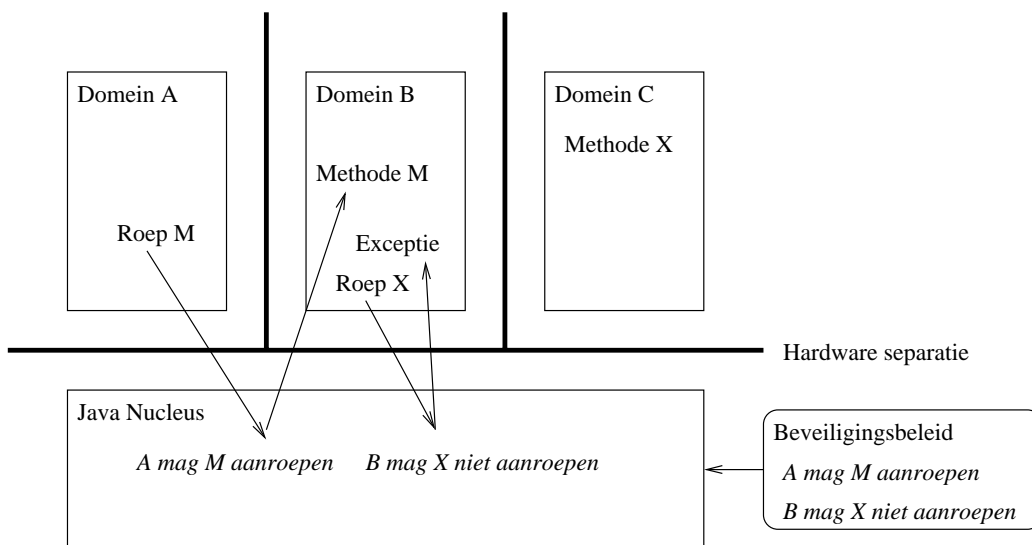 Domein A
Domein B
Domein C
Methode X
Methode M
Roep M
Exceptie
Roep X
Hardware separatie
Java Nucleus
A mag M aanroepen
B mag X niet aanroepen
Beveiligingsbeleid
A mag M aanroepen
B mag X niet aanroepen